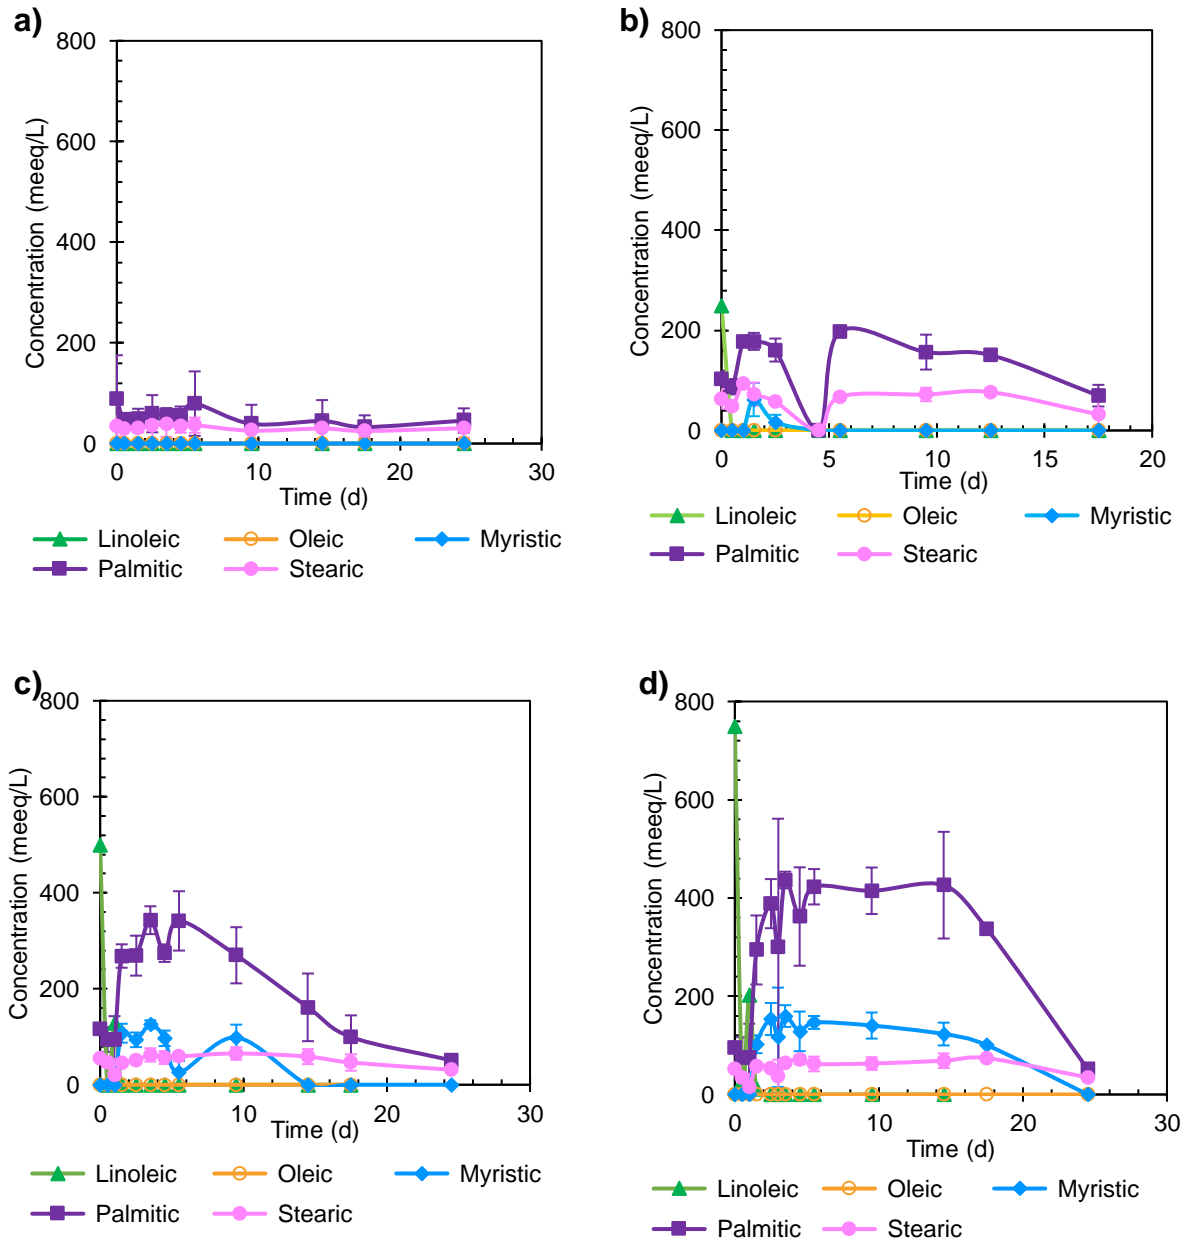 a)
800
600
400
200
0
Concentration (meeq/L)
0 10 20 30
Time (d)
Linoleic Oleic Myristic
Palmitic Stearic
b)
800
600
400
200
0
Concentration (meeq/L)
0 5 10 15 20
Time (d)
Linoleic Oleic Myristic
Palmitic Stearic
c)
800
600
400
200
0
Concentration (meeq/L)
0 10 20 30
Time (d)
Linoleic Oleic Myristic
Palmitic Stearic
d)
800
600
400
200
0
Concentration (meeq/L)
0 10 20 30
Time (d)
Linoleic Oleic Myristic
Palmitic Stearic